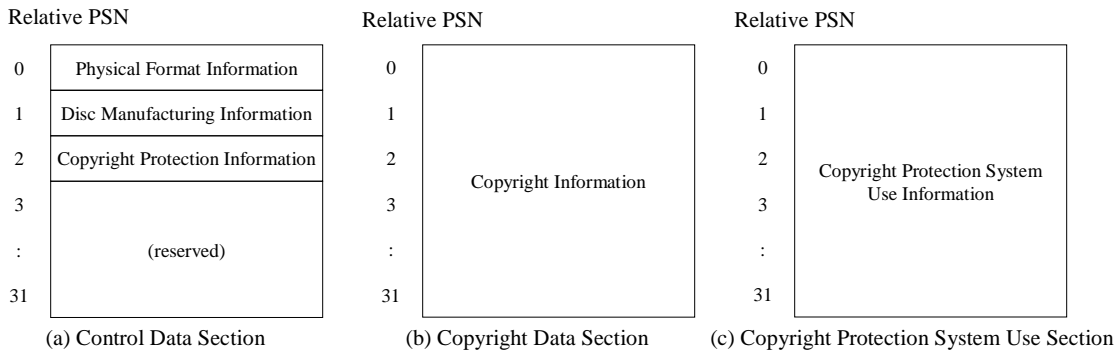 Relative PSN
0
Physical Format Information
1
Disc Manufacturing Information
2
Copyright Protection Information
3
:
(reserved)
31
(a) Control Data Section
Relative PSN
0
1
2
Copyright Information
3
:
31
(b) Copyright Data Section
Relative PSN
0
1
2
Copyright Protection System
Use Information
3
:
31
(c) Copyright Protection System Use Section